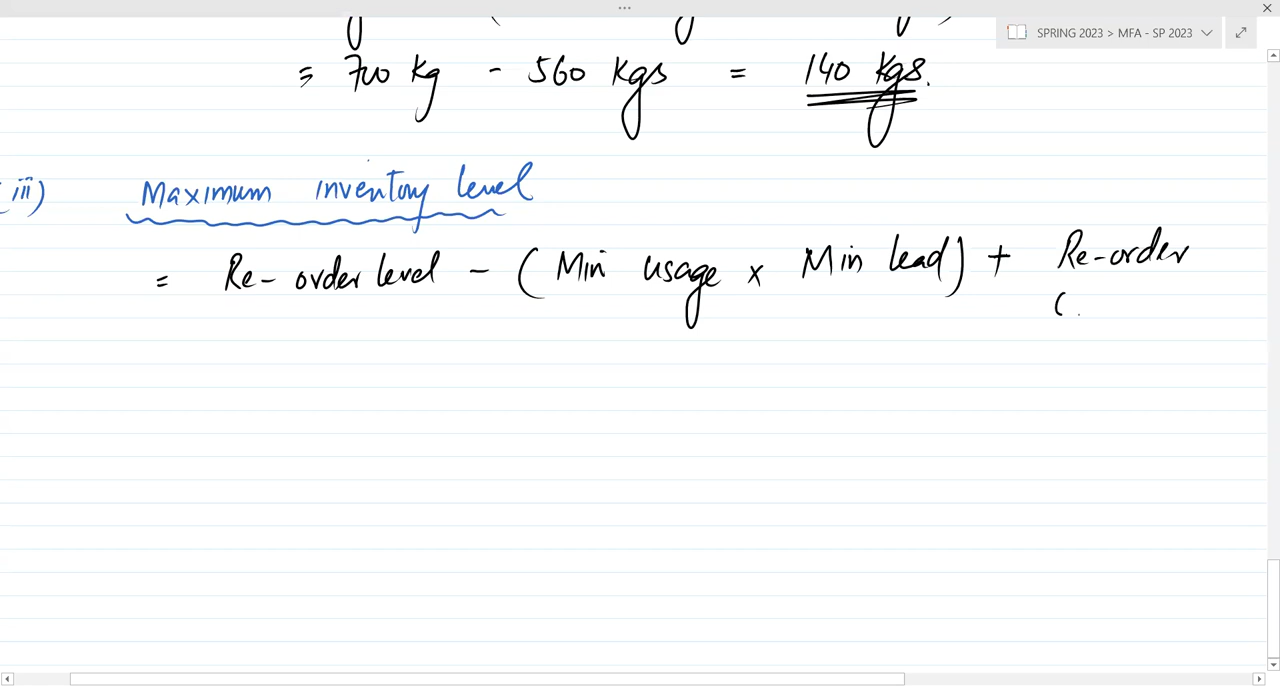 SPRING 2023 > MFA - SP 2023
= 700 kg - 560 kgs = 140 kgs.
(iii) Maximum inventory level
= Re-order level - (Min usage x Min lead) + Re-order
(